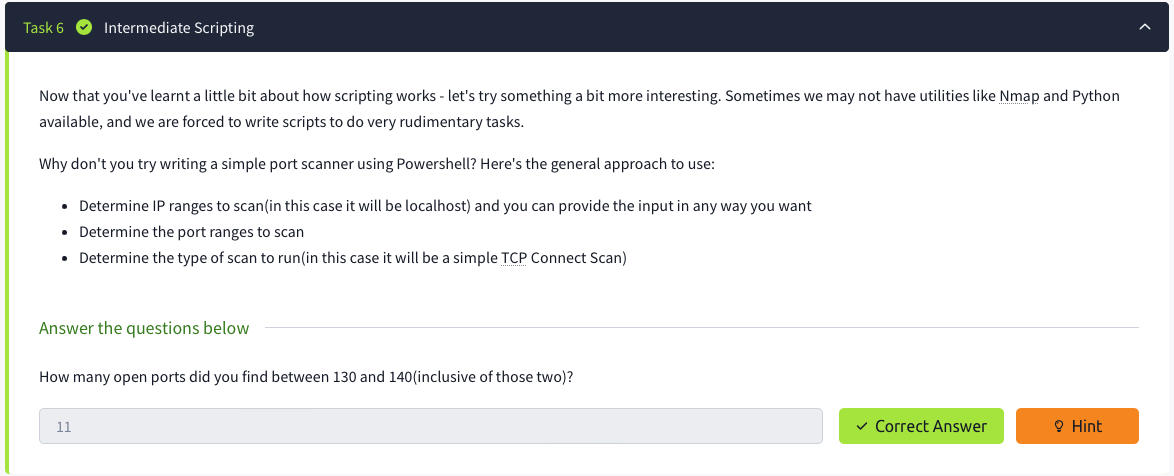 Task 6 Intermediate Scripting
Now that you've learnt a little bit about how scripting works - let's try something a bit more interesting. Sometimes we may not have utilities like Nmap and Python
available, and we are forced to write scripts to do very rudimentary tasks.
Why don't you try writing a simple port scanner using Powershell? Here's the general approach to use:
• Determine IP ranges to scan(in this case it will be localhost) and you can provide the input in any way you want
• Determine the port ranges to scan
• Determine the type of scan to run(in this case it will be a simple TCP Connect Scan)
Answer the questions below
How many open ports did you find between 130 and 140(inclusive of those two)?
11 Correct Answer Hint